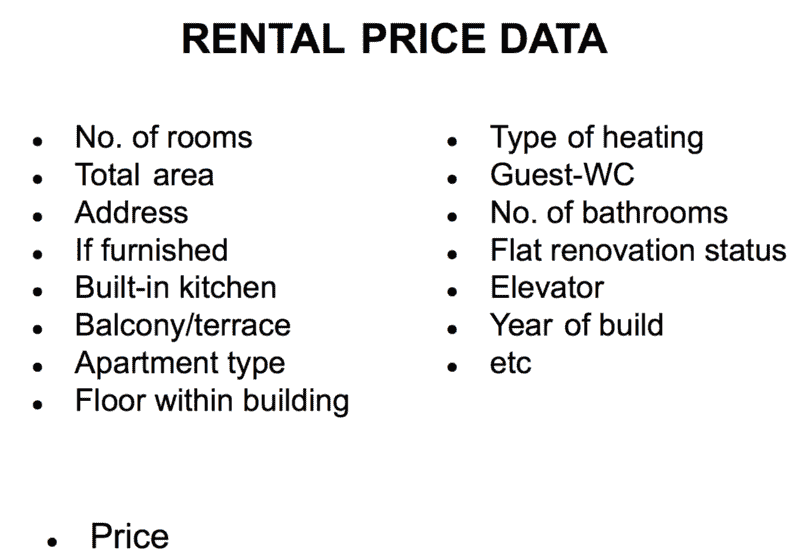 RENTAL PRICE DATA
• No. of rooms
• Total area
• Address
• If furnished
• Built-in kitchen
• Balcony/terrace
• Apartment type
• Floor within building
• Type of heating
• Guest-WC
• No. of bathrooms
• Flat renovation status
• Elevator
• Year of build
• etc
• Price